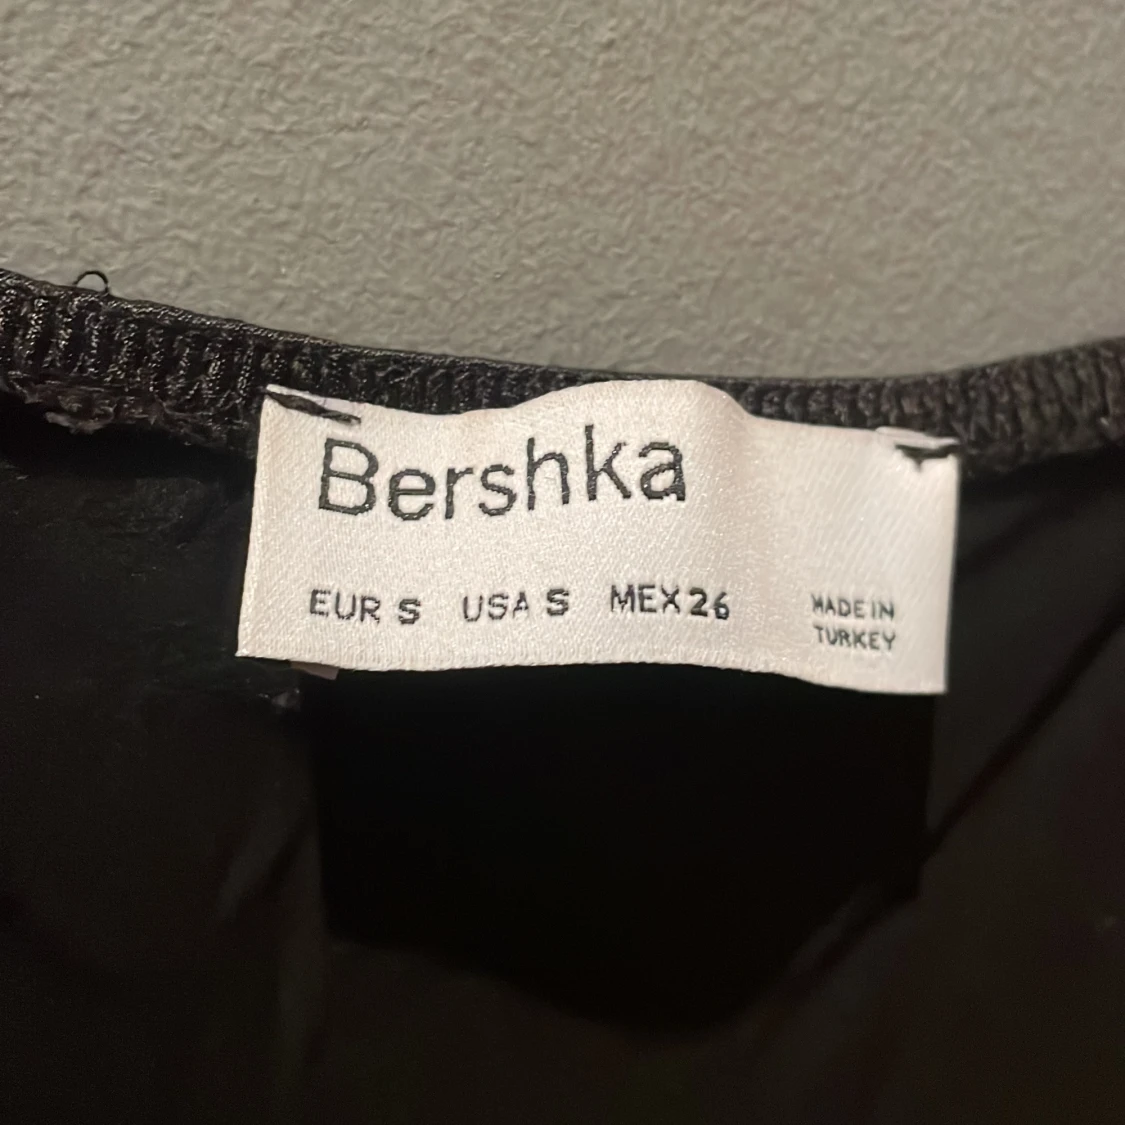 Bershka
EUR S USA S MEX 26
MADE IN
TURKEY